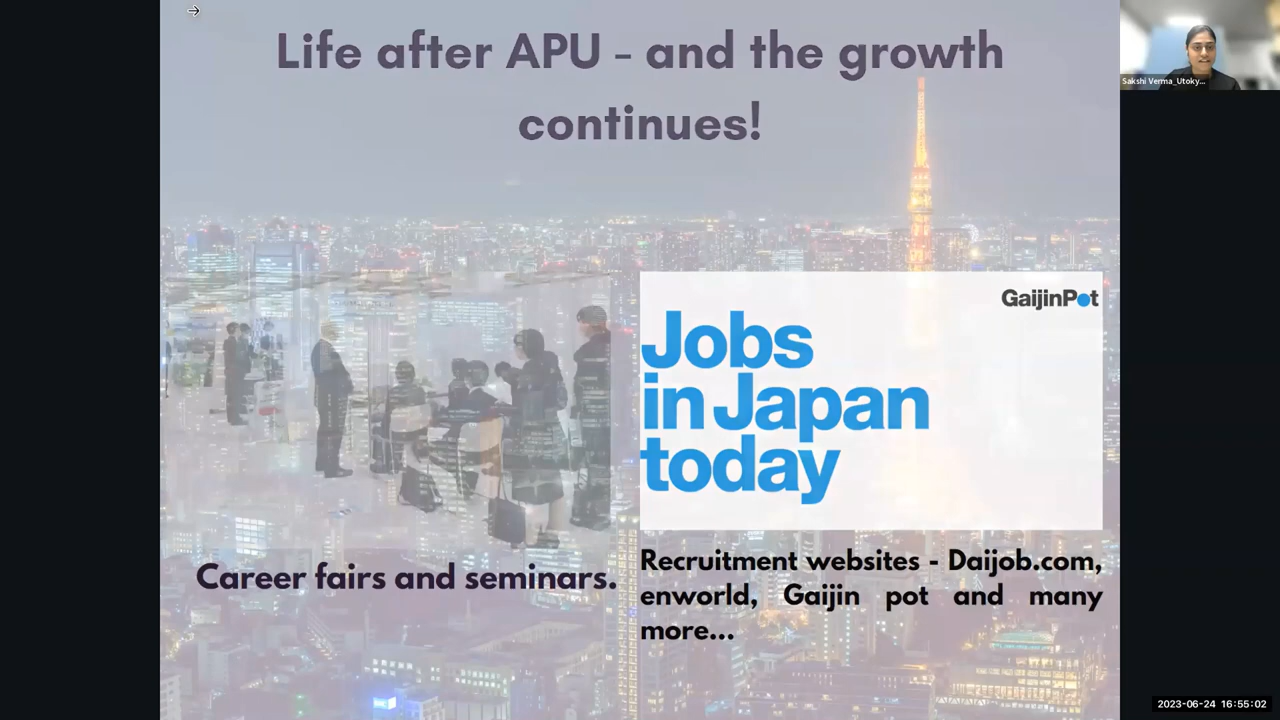 Life after APU - and the growth
continues!
Sakshi Verma_Utoky...
GaijinPot
Jobs
in Japan
today
Career fairs and seminars.
Recruitment websites - Daijob.com,
enworld, Gaijin pot and many
more...
2023-06-24 16:55:02